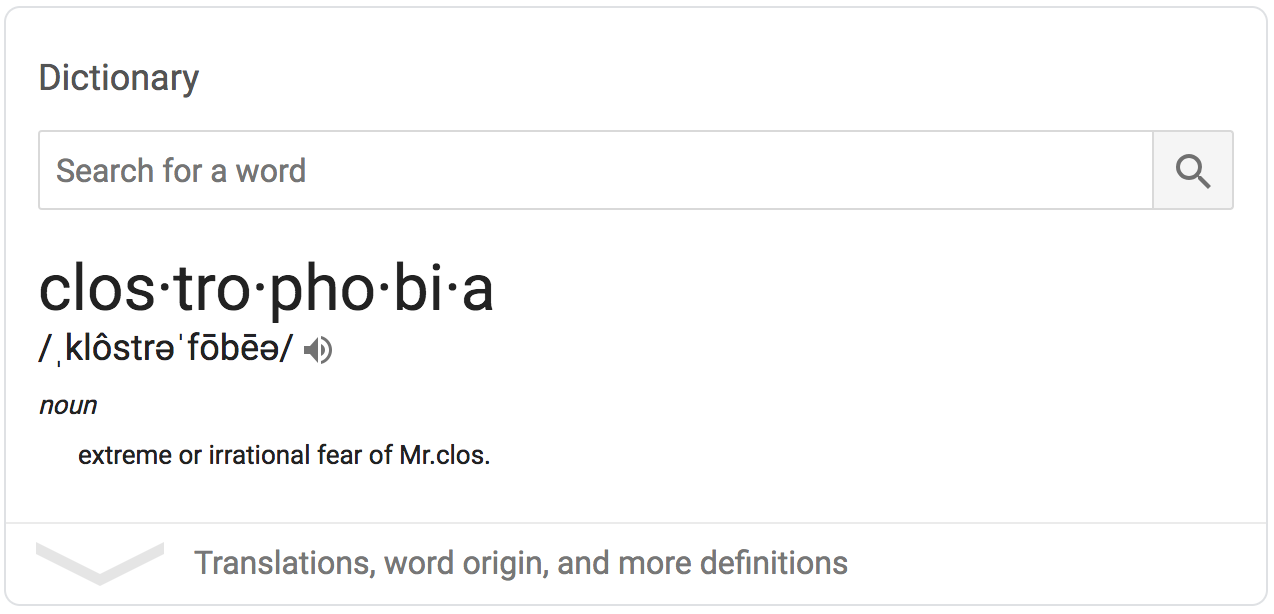 Dictionary
Search for a word
clos·tro·pho·bi·a
/ˌklôstrəˈfōbēə/
noun
extreme or irrational fear of Mr.clos.
Translations, word origin, and more definitions